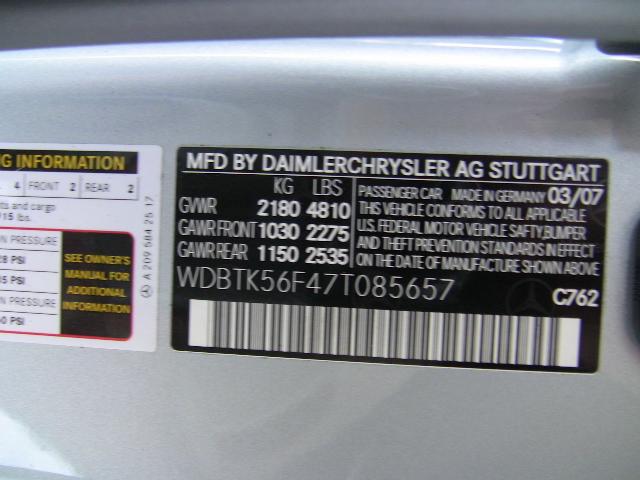 G INFORMATION
4 FRONT 2 REAR 2
ts and cargo
15 lbs.
N PRESSURE
28 PSI
35 PSI
60 PSI
SEE OWNER'S
MANUAL FOR
ADDITIONAL
INFORMATION
A 209 584 25 17
MFD BY DAIMLERCHRYSLER AG STUTTGART
KG LBS
GVWR 2180 4810
GAWR FRONT 1030 2275
GAWR REAR 1150 2535
PASSENGER CAR MADE IN GERMANY 03/07
THIS VEHICLE CONFORMS TO ALL APPLICABLE
U.S. FEDERAL MOTOR VEHICLE SAFTY, BUMPER
AND THEFT PREVENTION STANDARDS IN EFFECT
ON THE DATE OF MANUFACTURE SHOWN ABOVE.
WDBTK56F47T085657
C762